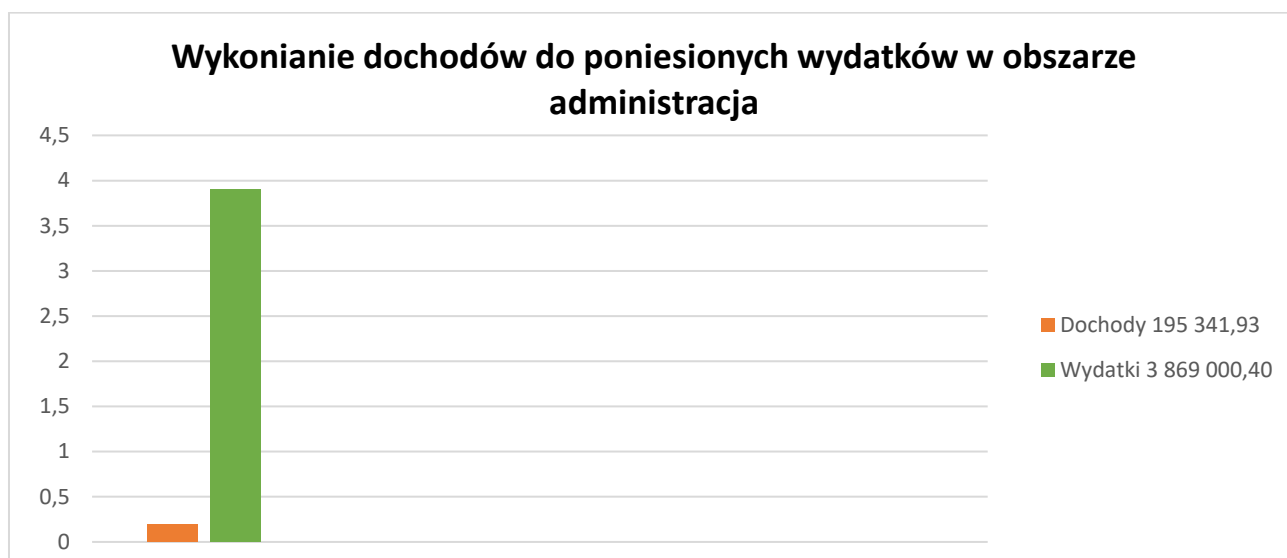 Wykonianie dochodów do poniesionych wydatków w obszarze
administracja
4,5
4
3,5
3
2,5
2
1,5
1
0,5
0
Dochody 195 341,93
Wydatki 3 869 000,40